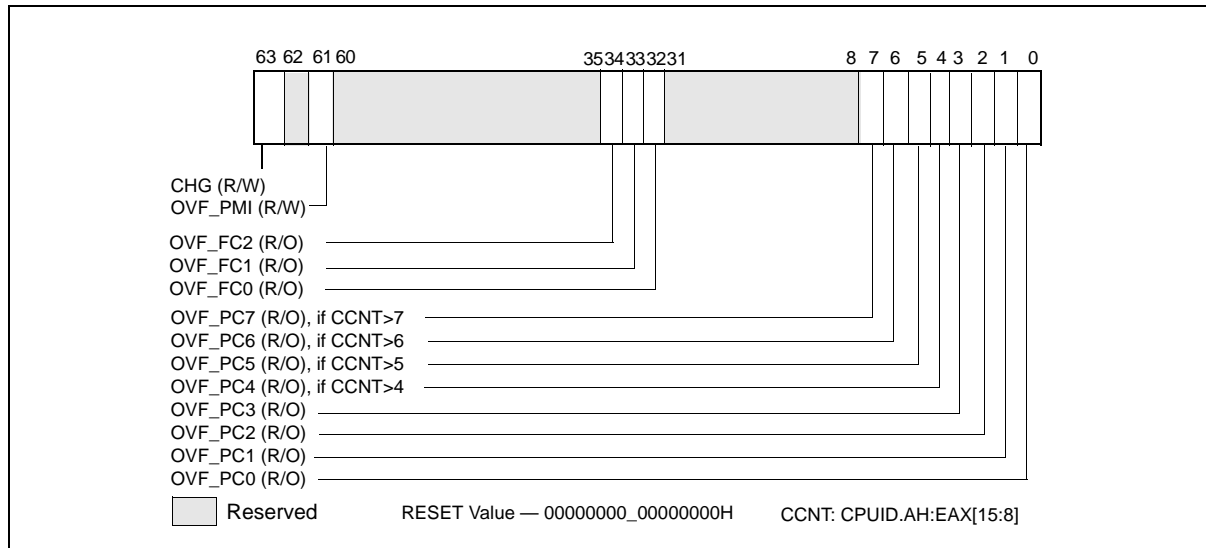 63 62 61 60 35 34 33 32 31 8 7 6 5 4 3 2 1 0
CHG (R/W)
OVF_PMI (R/W)
OVF_FC2 (R/O)
OVF_FC1 (R/O)
OVF_FC0 (R/O)
OVF_PC7 (R/O), if CCNT>7
OVF_PC6 (R/O), if CCNT>6
OVF_PC5 (R/O), if CCNT>5
OVF_PC4 (R/O), if CCNT>4
OVF_PC3 (R/O)
OVF_PC2 (R/O)
OVF_PC1 (R/O)
OVF_PC0 (R/O)
Reserved RESET Value — 00000000_00000000H CCNT: CPUID.AH:EAX[15:8]